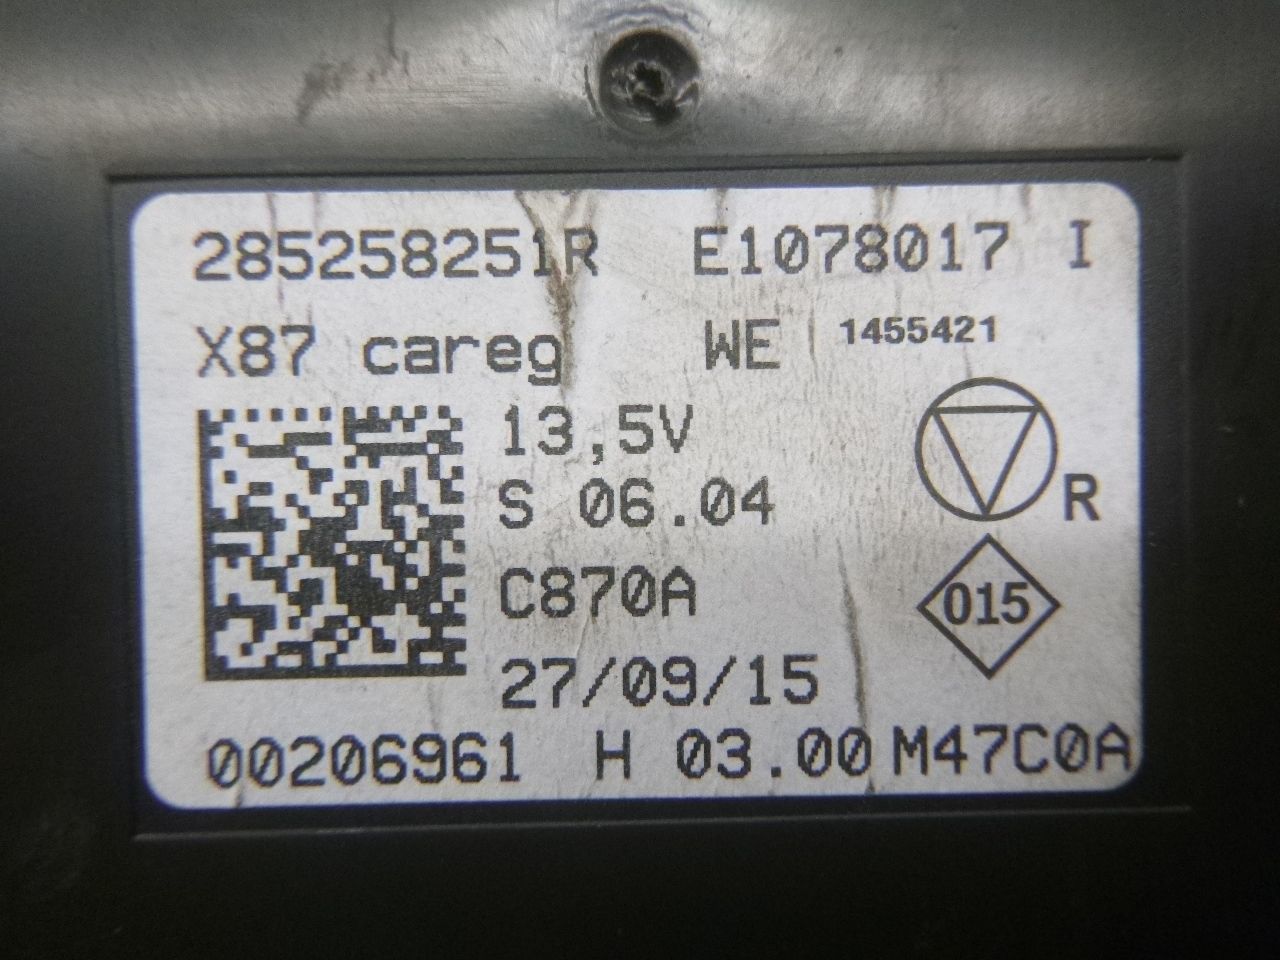 285258251R E1078017 I
X87 careg WE 1455421
13,5V
S 06.04
R
C870A
015
27/09/15
00206961 H 03.00 M47C0A